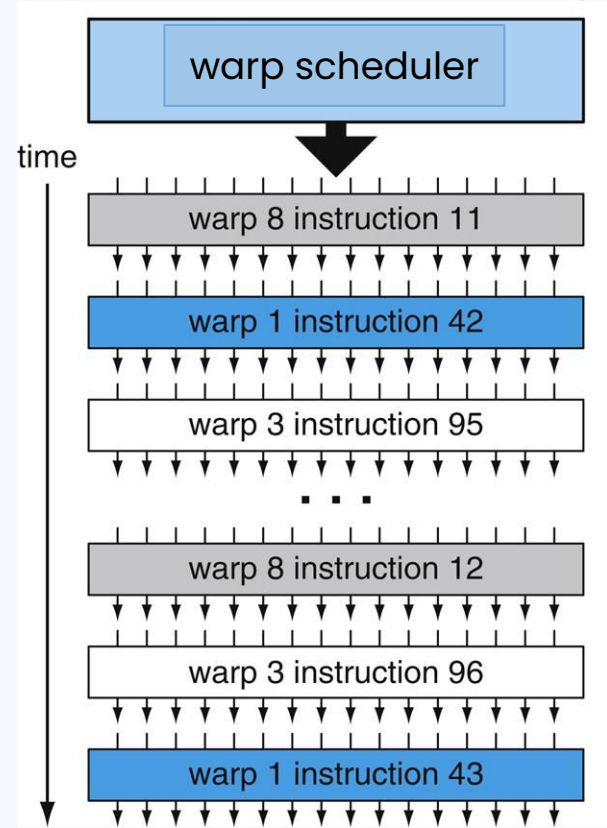 warp scheduler
time
warp 8 instruction 11
warp 1 instruction 42
warp 3 instruction 95
. . .
warp 8 instruction 12
warp 3 instruction 96
warp 1 instruction 43